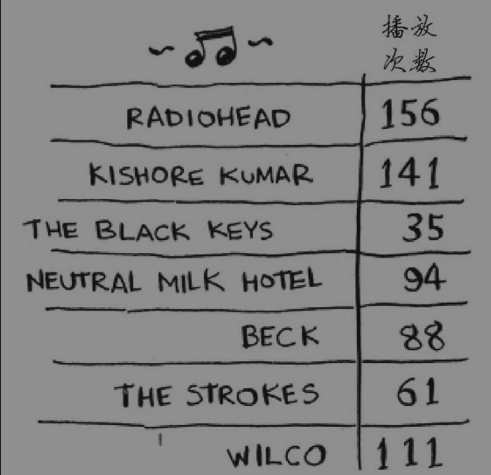 播放
次数
RADIOHEAD 156
KISHORE KUMAR 141
THE BLACK KEYS 35
NEUTRAL MILK HOTEL 94
BECK 88
THE STROKES 61
WILCO 111